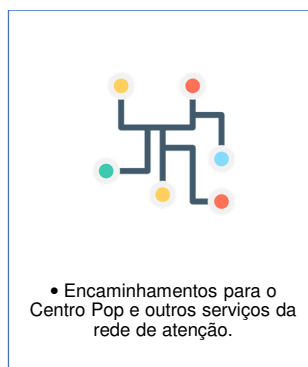 • Encaminhamentos para o
Centro Pop e outros serviços da
rede de atenção.